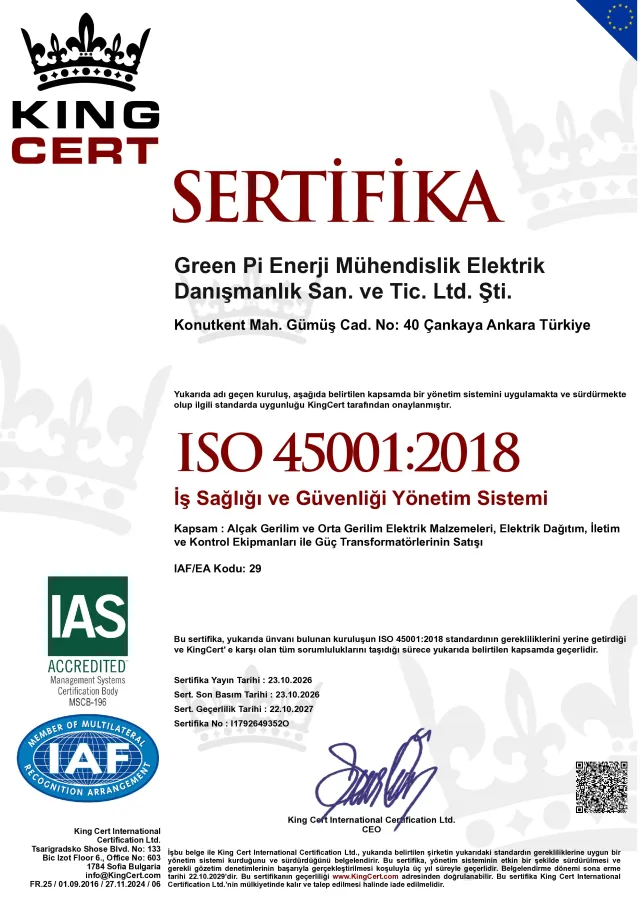 KING
CERT
SERTİFİKA
Green Pi Enerji Mühendislik Elektrik
Danışmanlık San. ve Tic. Ltd. Şti.
Konutkent Mah. Gümüş Cad. No: 40 Çankaya Ankara Türkiye
Yukarıda adı geçen kuruluş, aşağıda belirtilen kapsamda bir yönetim sistemini uygulamakta ve sürdürmekte
olup ilgili standarda uygunluğu KingCert tarafından onaylanmıştır.
ISO 45001:2018
İş Sağlığı ve Güvenliği Yönetim Sistemi
Kapsam : Alçak Gerilim ve Orta Gerilim Elektrik Malzemeleri, Elektrik Dağıtım, İletim
ve Kontrol Ekipmanları ile Güç Transformatörlerinin Satışı
IAF/EA Kodu: 29
IAS
ACCREDITED
Management Systems
Certification Body
MSCB-196
Bu sertifika, yukarıda ünvanı bulunan kuruluşun ISO 45001:2018 standardının gerekliliklerini yerine getirdiği
ve KingCert' e karşı olan tüm sorumluluklarını taşıdığı sürece yukarıda belirtilen kapsamda geçerlidir.
Sertifika Yayın Tarihi : 23.10.2026
Sert. Son Basım Tarihi : 23.10.2026
Sert. Geçerlilik Tarihi : 22.10.2027
Sertifika No : I1792649352O
MEMBER OF MULTILATERAL
IAF
RECOGNITION ARRANGEMENT
King Cert International Certification Ltd.
CEO
King Cert International
Certification Ltd.
Tsarigradsko Shose Blvd. No: 133
Bic Izot Floor 6., Office No: 603
1784 Sofia Bulgaria
info@KingCert.com
FR.25 / 01.09.2016 / 27.11.2024 / 06
İşbu belge ile King Cert International Certification Ltd., yukarıda belirtilen şirketin yukarıdaki standardın gerekliliklerine uygun bir
yönetim sistemi kurduğunu ve sürdürdüğünü belgelendirir. Bu sertifika, yönetim sisteminin etkin bir şekilde sürdürülmesi ve
gerekli gözetim denetimlerinin başarıyla gerçekleştirilmesi koşuluyla üç yıl süreyle geçerlidir. Belgelendirme dönemi sona erme
tarihi 22.10.2029'dir. Bu sertifikanın geçerliliği www.KingCert.com adresinden doğrulanabilir. Bu sertifika King Cert International
Certification Ltd.'nin mülkiyetinde kalır ve talep edilmesi halinde iade edilmelidir.